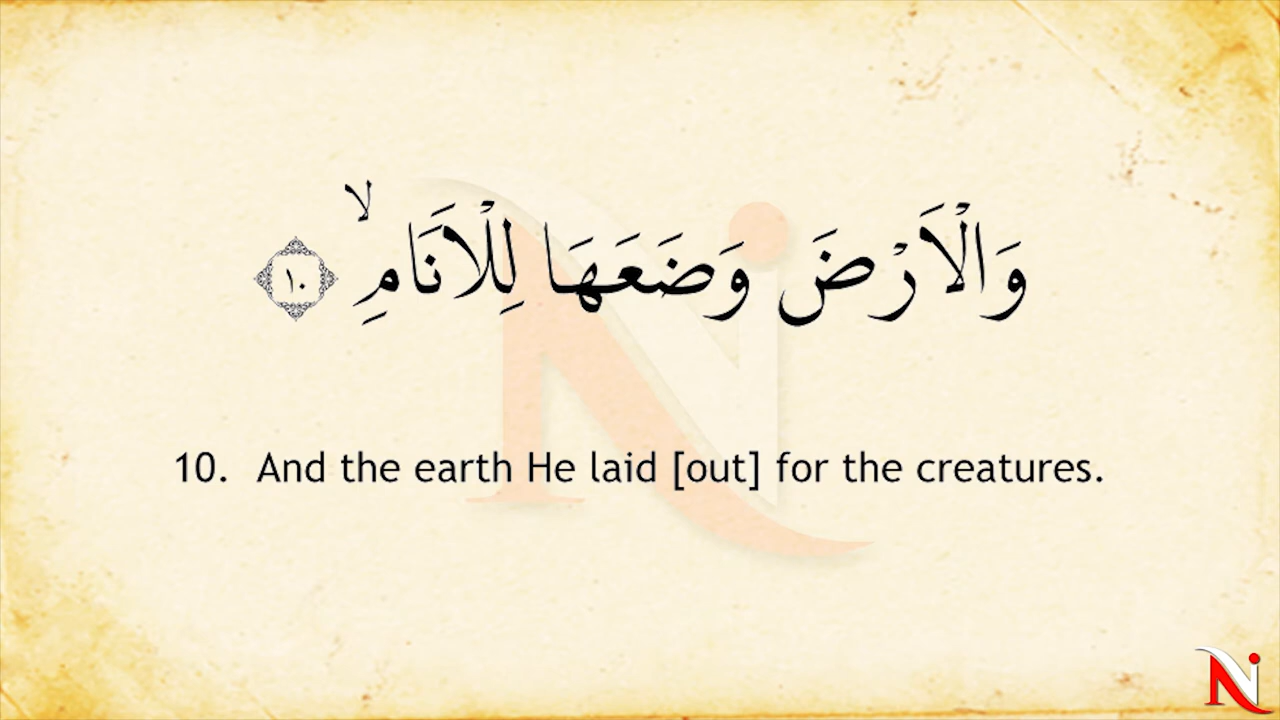 وَالْاَرْضَ وَضَعَهَا لِلْاَنَامِ ۙ ١٠
10. And the earth He laid [out] for the creatures.